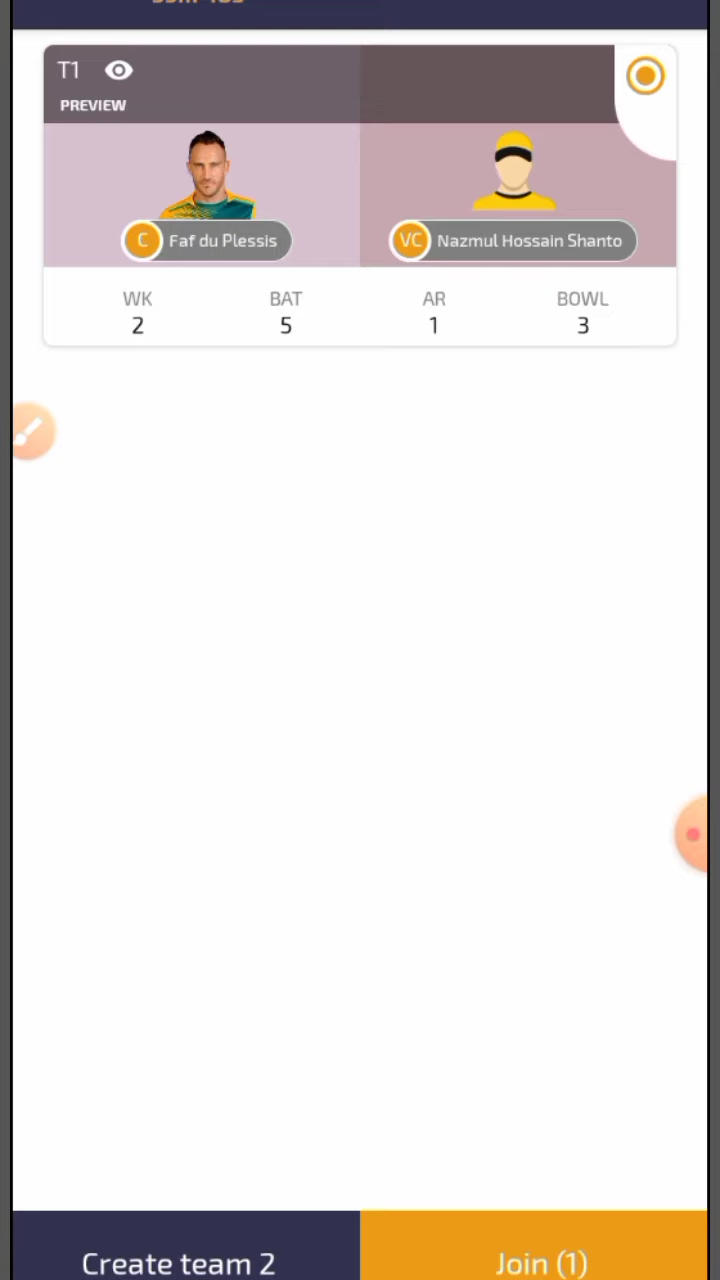 T1
PREVIEW
C Faf du Plessis
VC Nazmul Hossain Shanto
WK BAT AR BOWL
2 5 1 3
Create team 2 Join (1)